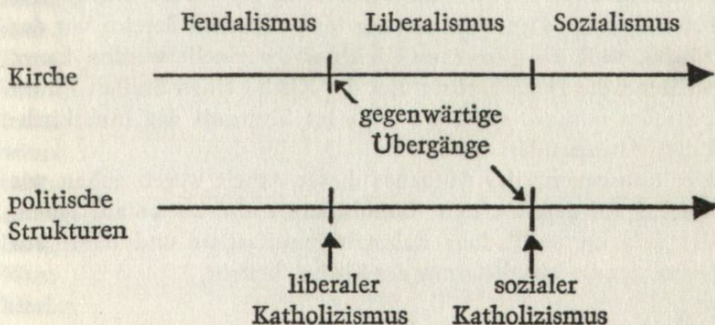 Feudalismus Liberalismus Sozialismus
Kirche
gegenwärtige
Übergänge
politische
Strukturen
liberaler sozialer
Katholizismus Katholizismus